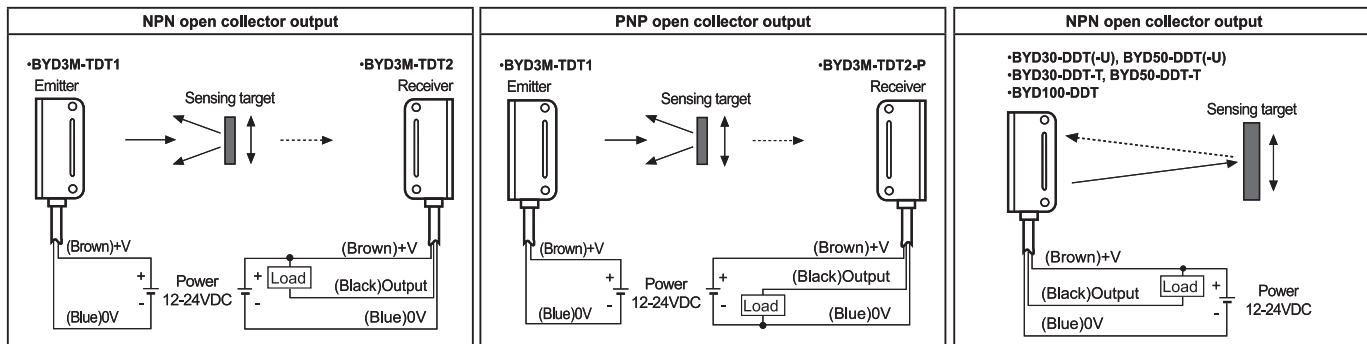 NPN open collector output
•BYD3M-TDT1
Emitter
•BYD3M-TDT2
Receiver
Sensing target
(Brown)+V
+
-
Power
12-24VDC
(Blue)0V
(Brown)+V
+
-
Load
(Black)Output
(Blue)0V
PNP open collector output
•BYD3M-TDT1
Emitter
•BYD3M-TDT2-P
Receiver
Sensing target
(Brown)+V
+
-
Power
12-24VDC
(Blue)0V
(Brown)+V
+
-
(Black)Output
Load
(Blue)0V
NPN open collector output
•BYD30-DDT(-U), BYD50-DDT(-U)
•BYD30-DDT-T, BYD50-DDT-T
•BYD100-DDT
Sensing target
(Brown)+V
(Black)Output
Load
+
-
Power
12-24VDC
(Blue)0V